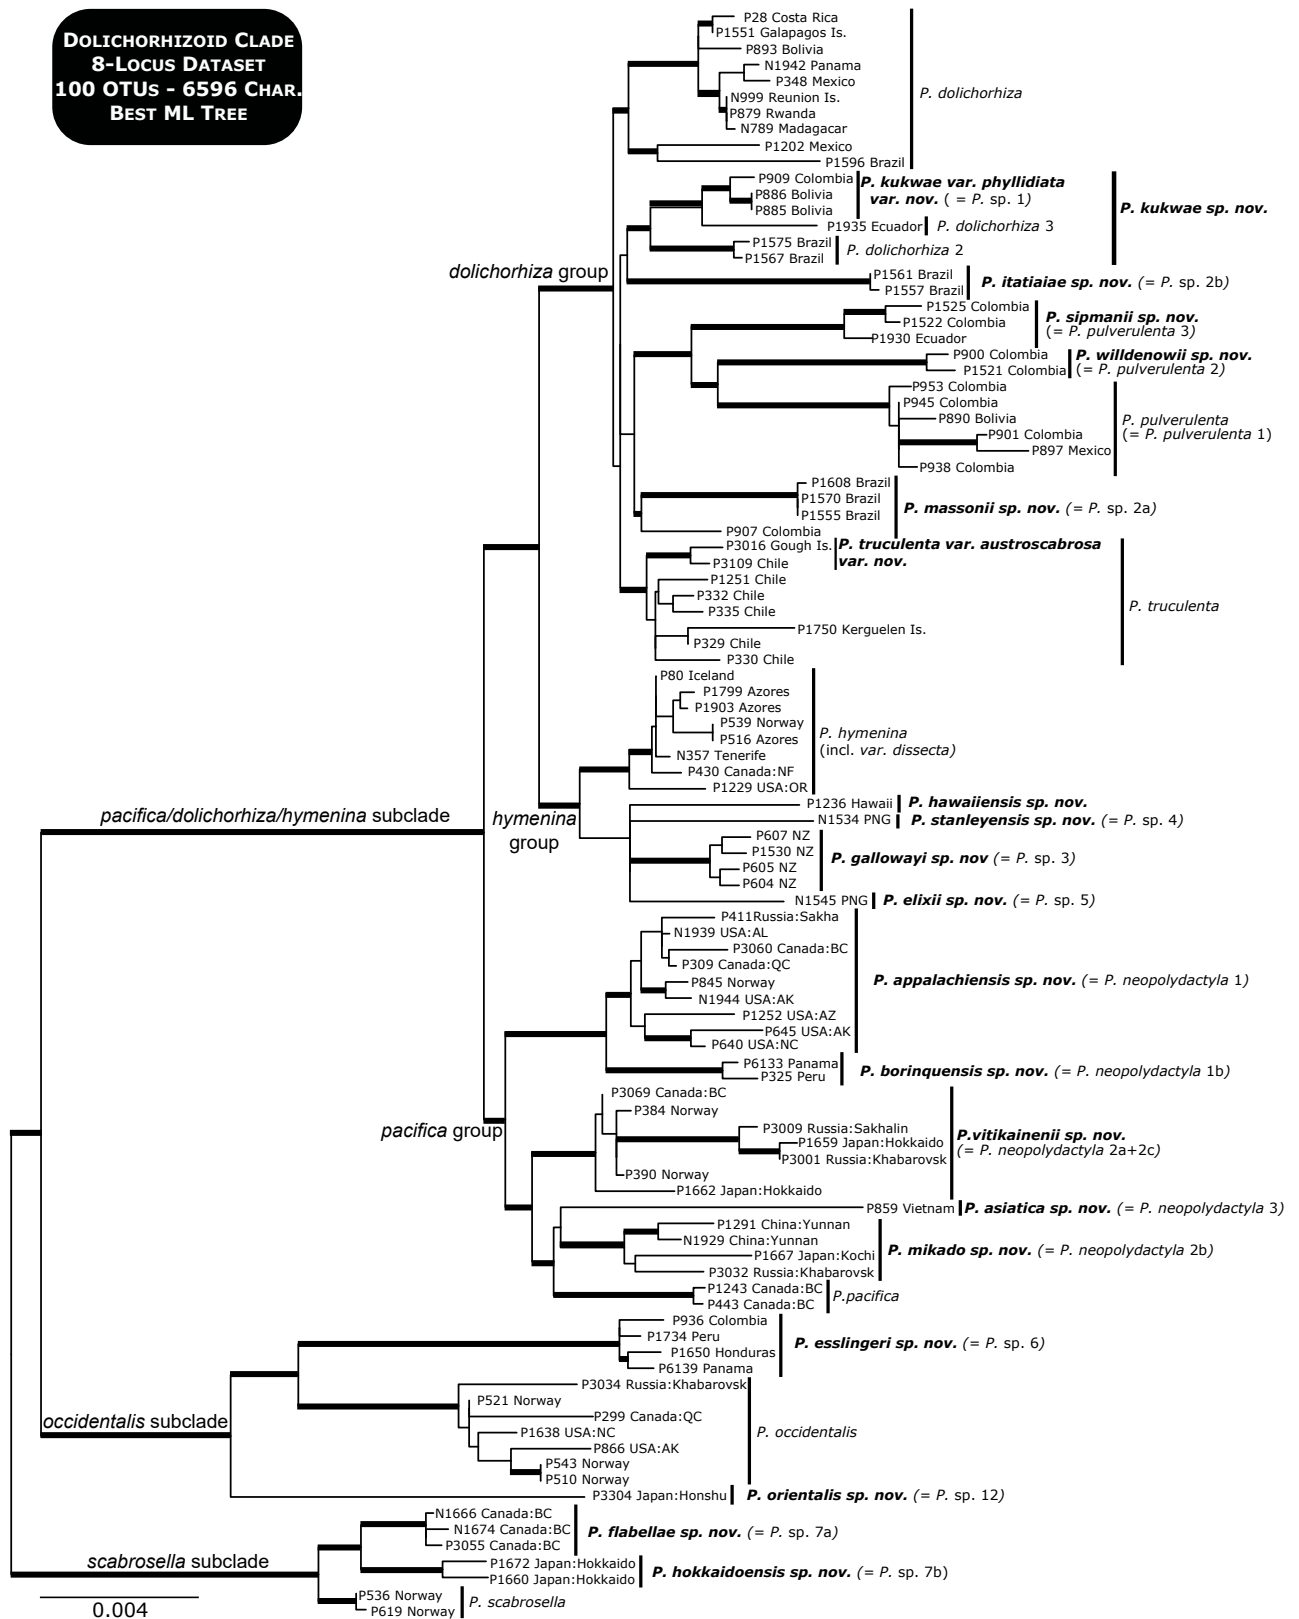 DOLICHORHIZOID CLADE
8-LOCUS DATASET
100 OTUS - 6596 CHAR.
BEST ML TREE
P28 Costa Rica
P1551 Galapagos Is.
P893 Bolivia
N1942 Panama
P348 Mexico
N999 Reunion Is.
P879 Rwanda
N789 Madagacar
P1202 Mexico
P1596 Brazil
P. dolichorhiza
P909 Colombia
P886 Bolivia
P885 Bolivia
P. kukwae var. phyllidiata
var. nov. ( = P. sp. 1)
P1935 Ecuador
P. dolichorhiza 3
P1575 Brazil
P1567 Brazil
P. dolichorhiza 2
P. kukwae sp. nov.
dolichorhiza group
P1561 Brazil
P1557 Brazil
P. itatiaiae sp. nov. (= P. sp. 2b)
P1525 Colombia
P1522 Colombia
P1930 Ecuador
P. sipmanii sp. nov.
(= P. pulverulenta 3)
P900 Colombia
P1521 Colombia
P. willdenowii sp. nov.
(= P. pulverulenta 2)
P953 Colombia
P945 Colombia
P890 Bolivia
P901 Colombia
P897 Mexico
P938 Colombia
P. pulverulenta
(= P. pulverulenta 1)
P1608 Brazil
P1570 Brazil
P1555 Brazil
P907 Colombia
P. massonii sp. nov. (= P. sp. 2a)
P3016 Gough Is.
P3109 Chile
P. truculenta var. austroscabrosa
var. nov.
P1251 Chile
P332 Chile
P335 Chile
P1750 Kerguelen Is.
P329 Chile
P330 Chile
P. truculenta
P80 Iceland
P1799 Azores
P1903 Azores
P539 Norway
P516 Azores
N357 Tenerife
P430 Canada:NF
P1229 USA:OR
P. hymenina
(incl. var. dissecta)
pacifica/dolichorhiza/hymenina subclade
hymenina
group
P1236 Hawaii
P. hawaiiensis sp. nov.
N1534 PNG
P. stanleyensis sp. nov. (= P. sp. 4)
P607 NZ
P1530 NZ
P605 NZ
P604 NZ
P. gallowayi sp. nov (= P. sp. 3)
N1545 PNG
P. elixii sp. nov. (= P. sp. 5)
P411Russia:Sakha
N1939 USA:AL
P3060 Canada:BC
P309 Canada:QC
P845 Norway
N1944 USA:AK
P1252 USA:AZ
P645 USA:AK
P640 USA:NC
P. appalachiensis sp. nov. (= P. neopolydactyla 1)
P6133 Panama
P325 Peru
P. borinquensis sp. nov. (= P. neopolydactyla 1b)
pacifica group
P3069 Canada:BC
P384 Norway
P3009 Russia:Sakhalin
P1659 Japan:Hokkaido
P3001 Russia:Khabarovsk
P390 Norway
P1662 Japan:Hokkaido
P.vitikainenii sp. nov.
(= P. neopolydactyla 2a+2c)
P859 Vietnam
P. asiatica sp. nov. (= P. neopolydactyla 3)
P1291 China:Yunnan
N1929 China:Yunnan
P1667 Japan:Kochi
P3032 Russia:Khabarovsk
P. mikado sp. nov. (= P. neopolydactyla 2b)
P1243 Canada:BC
P443 Canada:BC
P.pacifica
P936 Colombia
P1734 Peru
P1650 Honduras
P6139 Panama
P. esslingeri sp. nov. (= P. sp. 6)
P3034 Russia:Khabarovsk
P521 Norway
P299 Canada:QC
P1638 USA:NC
P866 USA:AK
P543 Norway
P510 Norway
P. occidentalis
occidentalis subclade
P3304 Japan:Honshu
P. orientalis sp. nov. (= P. sp. 12)
N1666 Canada:BC
N1674 Canada:BC
P3055 Canada:BC
P. flabellae sp. nov. (= P. sp. 7a)
scabrosella subclade
P1672 Japan:Hokkaido
P1660 Japan:Hokkaido
P. hokkaidoensis sp. nov. (= P. sp. 7b)
P536 Norway
P619 Norway
P. scabrosella
0.004